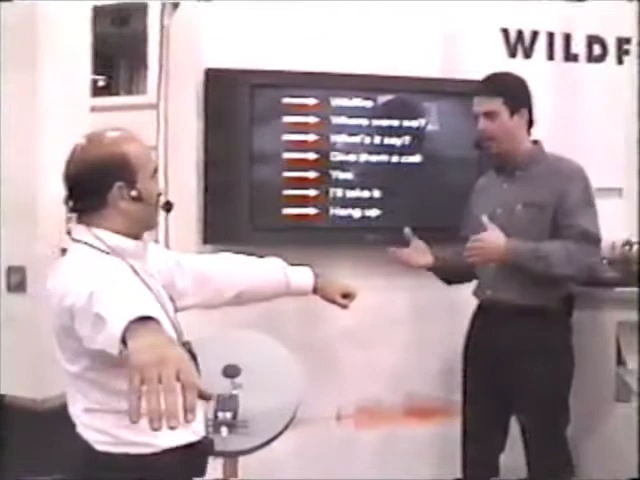 WILDF
Wildfire
Where were we?
What's it say?
Give them a call
Yes
I'll take it
Hang up